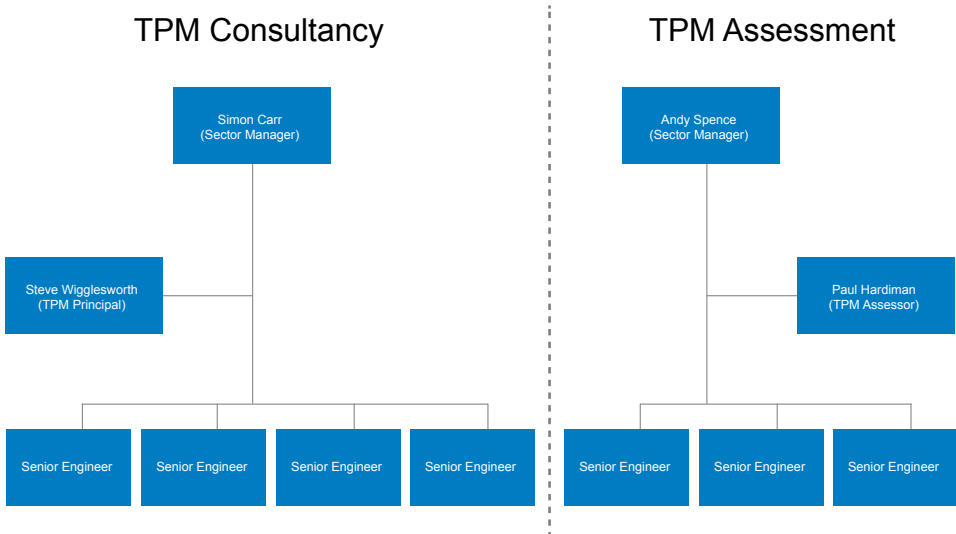 TPM Consultancy
TPM Assessment
Simon Carr
(Sector Manager)
Andy Spence
(Sector Manager)
Steve Wigglesworth
(TPM Principal)
Paul Hardiman
(TPM Assessor)
Senior Engineer
Senior Engineer
Senior Engineer
Senior Engineer
Senior Engineer
Senior Engineer
Senior Engineer